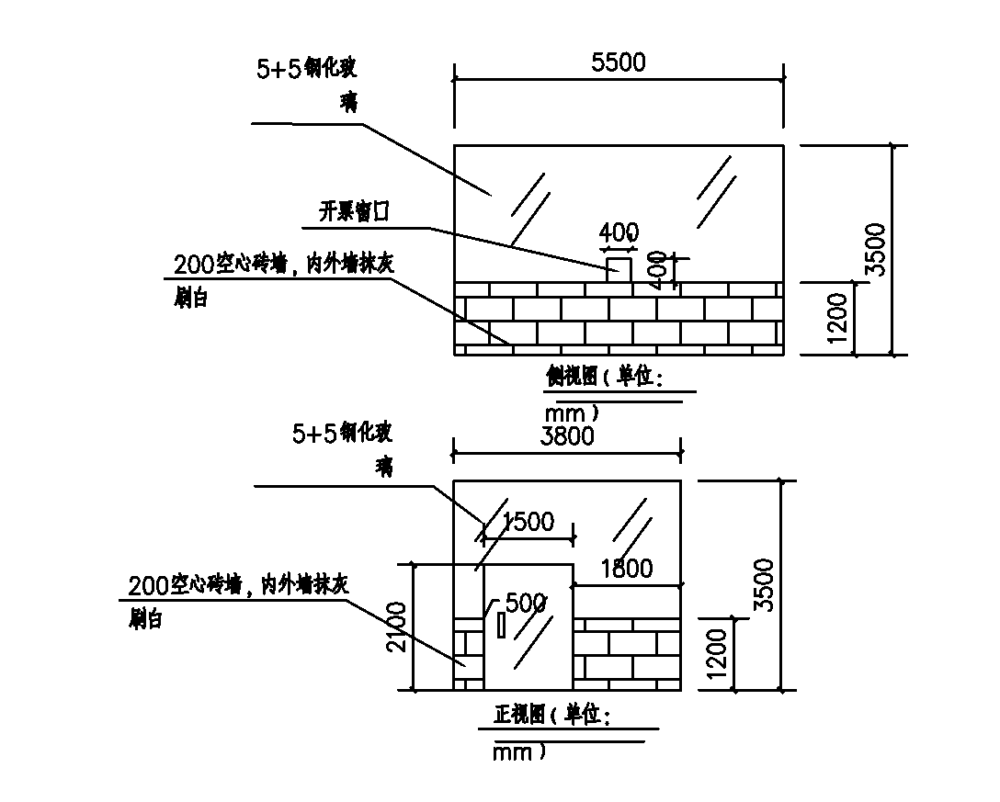 5500
5+5钢化玻
璃
开票窗口
400
400
3500
200空心砖墙，内外墙抹灰
刷白
1200
侧视图(单位:
mm)
5+5钢化玻
璃
3800
1500
1800
3500
200空心砖墙，内外墙抹灰
刷白
500
2100
1200
正视图(单位:
mm)